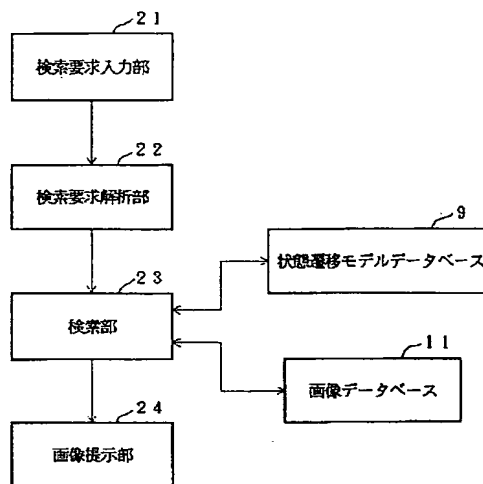 21
検索要求入力部
22
検索要求解析部
9
状態遷移モデルデータベース
23
検索部
11
画像データベース
24
画像提示部